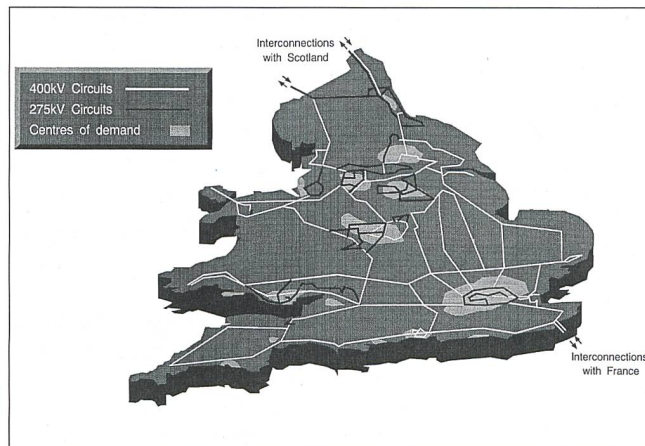 Interconnections
with Scotland
400kV Circuits
275kV Circuits
Centres of demand
Interconnections
with France